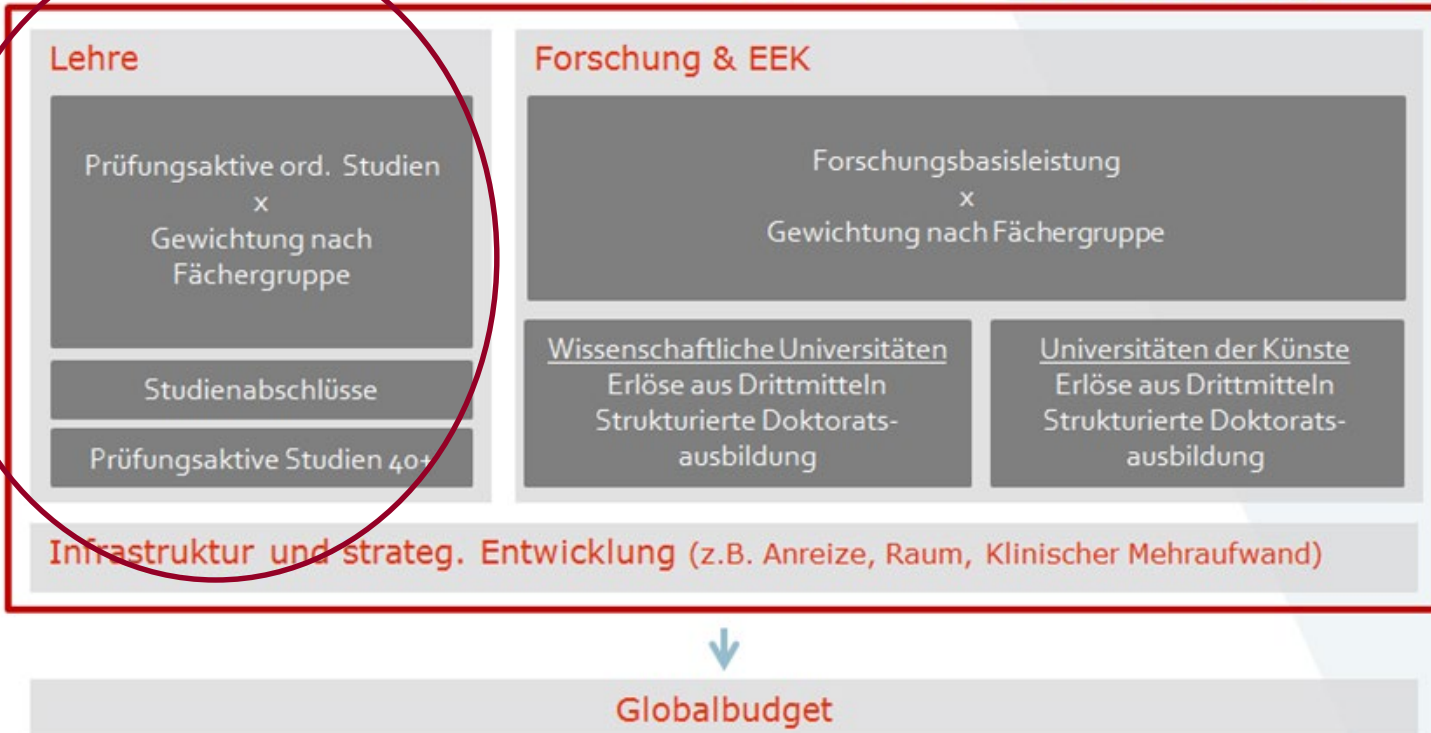 Lehre
Prüfungsaktive ord. Studien
x
Gewichtung nach
Fächergruppe
Studienabschlüsse
Prüfungsaktive Studien 40+
Forschung & EEK
Forschungsbasisleistung
x
Gewichtung nach Fächergruppe
Wissenschaftliche Universitäten
Erlöse aus Drittmitteln
Strukturierte Doktorats-
ausbildung
Universitäten der Künste
Erlöse aus Drittmitteln
Strukturierte Doktorats-
ausbildung
Infrastruktur und strateg. Entwicklung (z.B. Anreize, Raum, Klinischer Mehraufwand)
Globalbudget